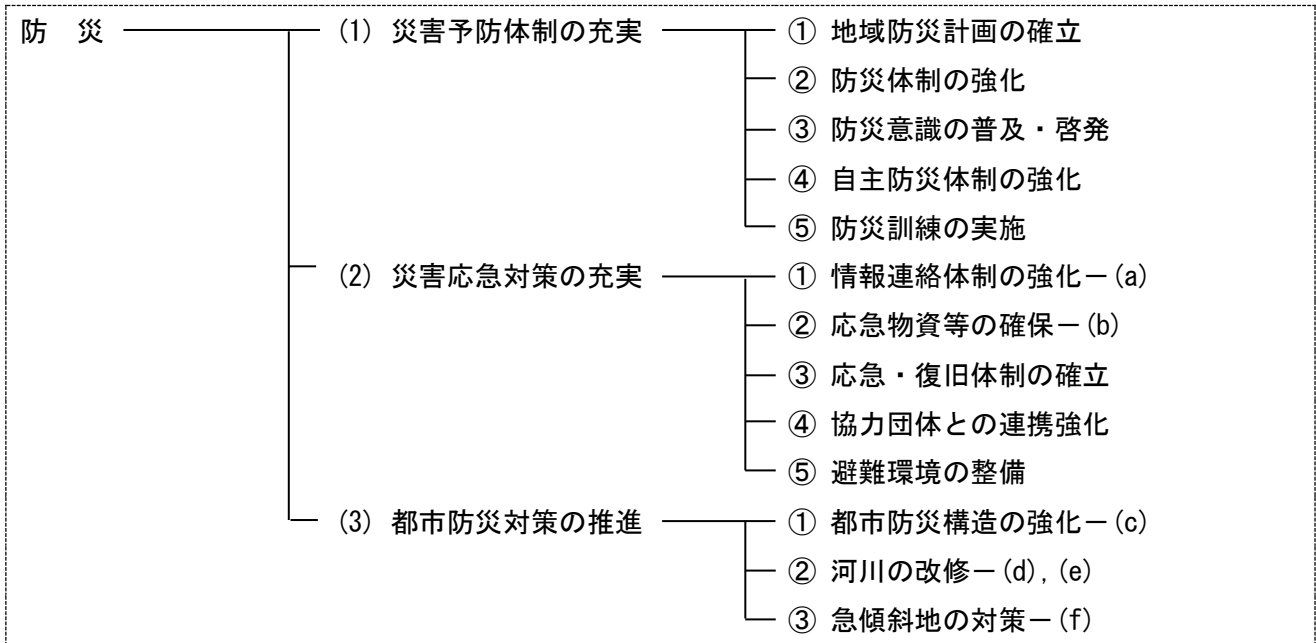 防　災　(1) 災害予防体制の充実　① 地域防災計画の確立
② 防災体制の強化
③ 防災意識の普及・啓発
④ 自主防災体制の強化
⑤ 防災訓練の実施
(2) 災害応急対策の充実　① 情報連絡体制の強化－(a)
② 応急物資等の確保－(b)
③ 応急・復旧体制の確立
④ 協力団体との連携強化
⑤ 避難環境の整備
(3) 都市防災対策の推進　① 都市防災構造の強化－(c)
② 河川の改修－(d), (e)
③ 急傾斜地の対策－(f)